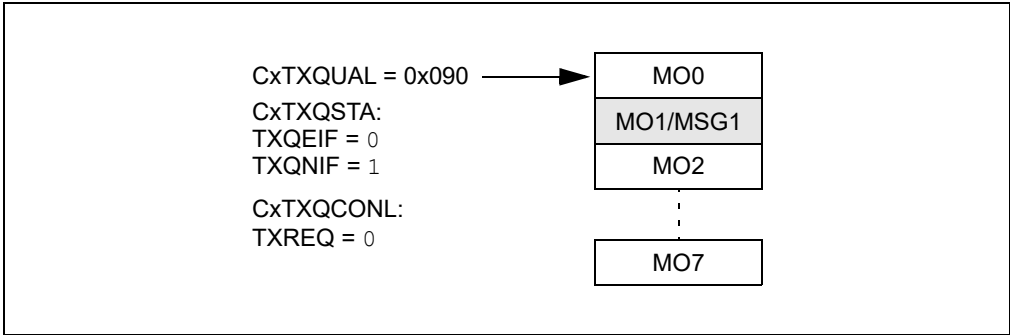 CxTXQUAL = 0x090
CxTXQSTA:
TXQEIF = 0
TXQNIF = 1
CxTXQCONL:
TXREQ = 0
MO0
MO1/MSG1
MO2
MO7